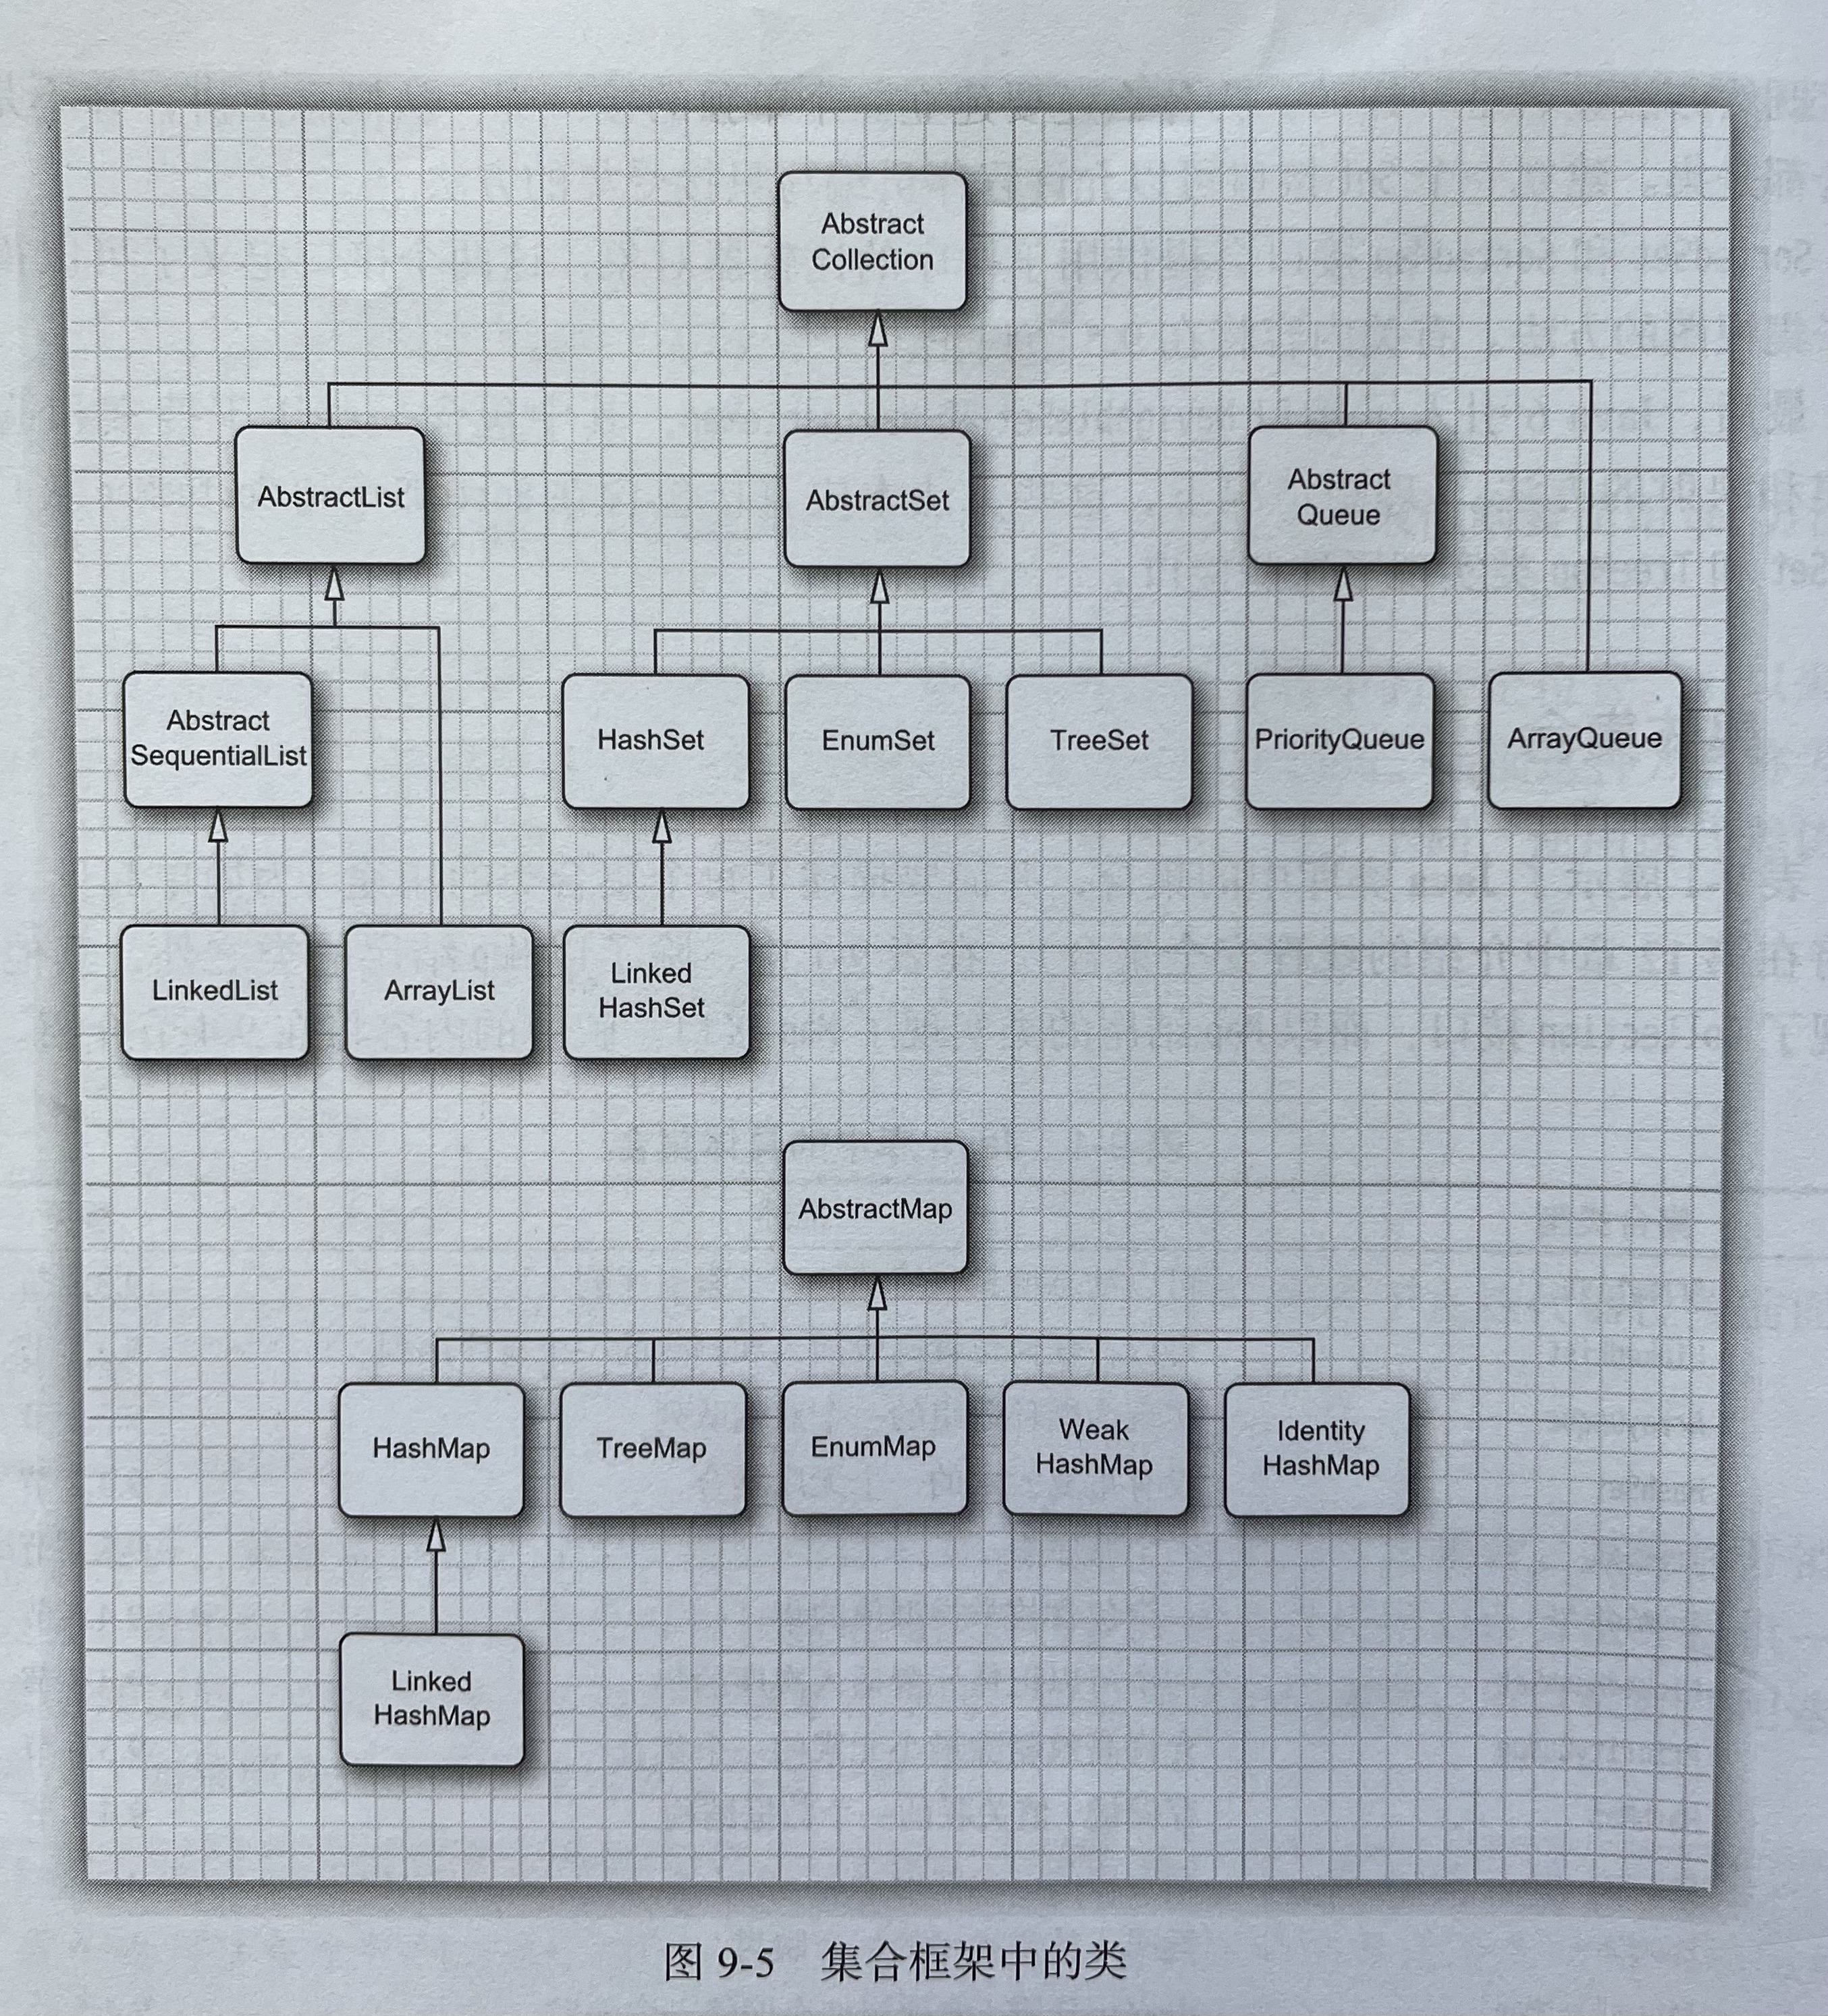 Abstract
Collection
AbstractList
AbstractSet
Abstract
Queue
Abstract
SequentialList
HashSet
EnumSet
TreeSet
PriorityQueue
ArrayQueue
LinkedList
ArrayList
Linked
HashSet
AbstractMap
HashMap
TreeMap
EnumMap
Weak
HashMap
Identity
HashMap
Linked
HashMap
图 9-5 集合框架中的类